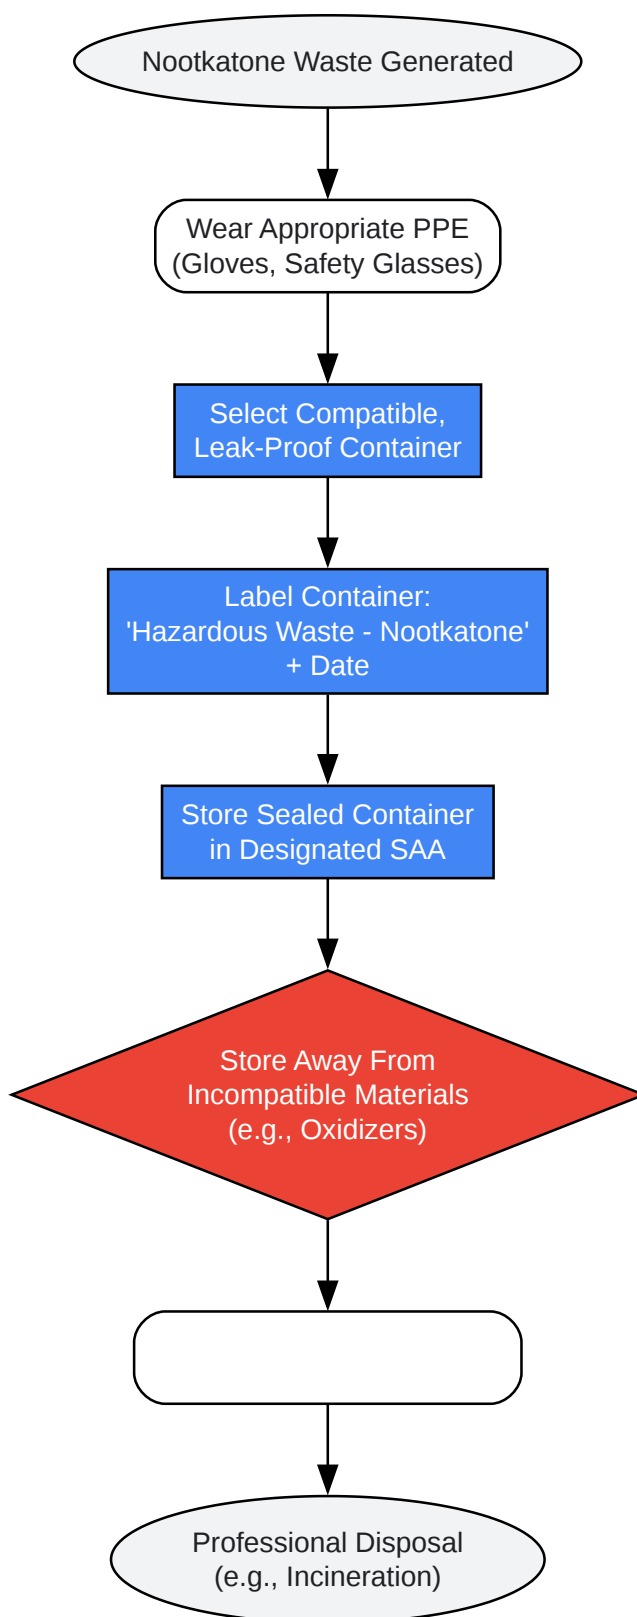 Nootkatone Waste Generated
Wear Appropriate PPE
(Gloves, Safety Glasses)
Select Compatible,
Leak-Proof Container
Label Container:
'Hazardous Waste - Nootkatone'
+ Date
Store Sealed Container
in Designated SAA
Store Away From
Incompatible Materials
(e.g., Oxidizers)
Professional Disposal
(e.g., Incineration)